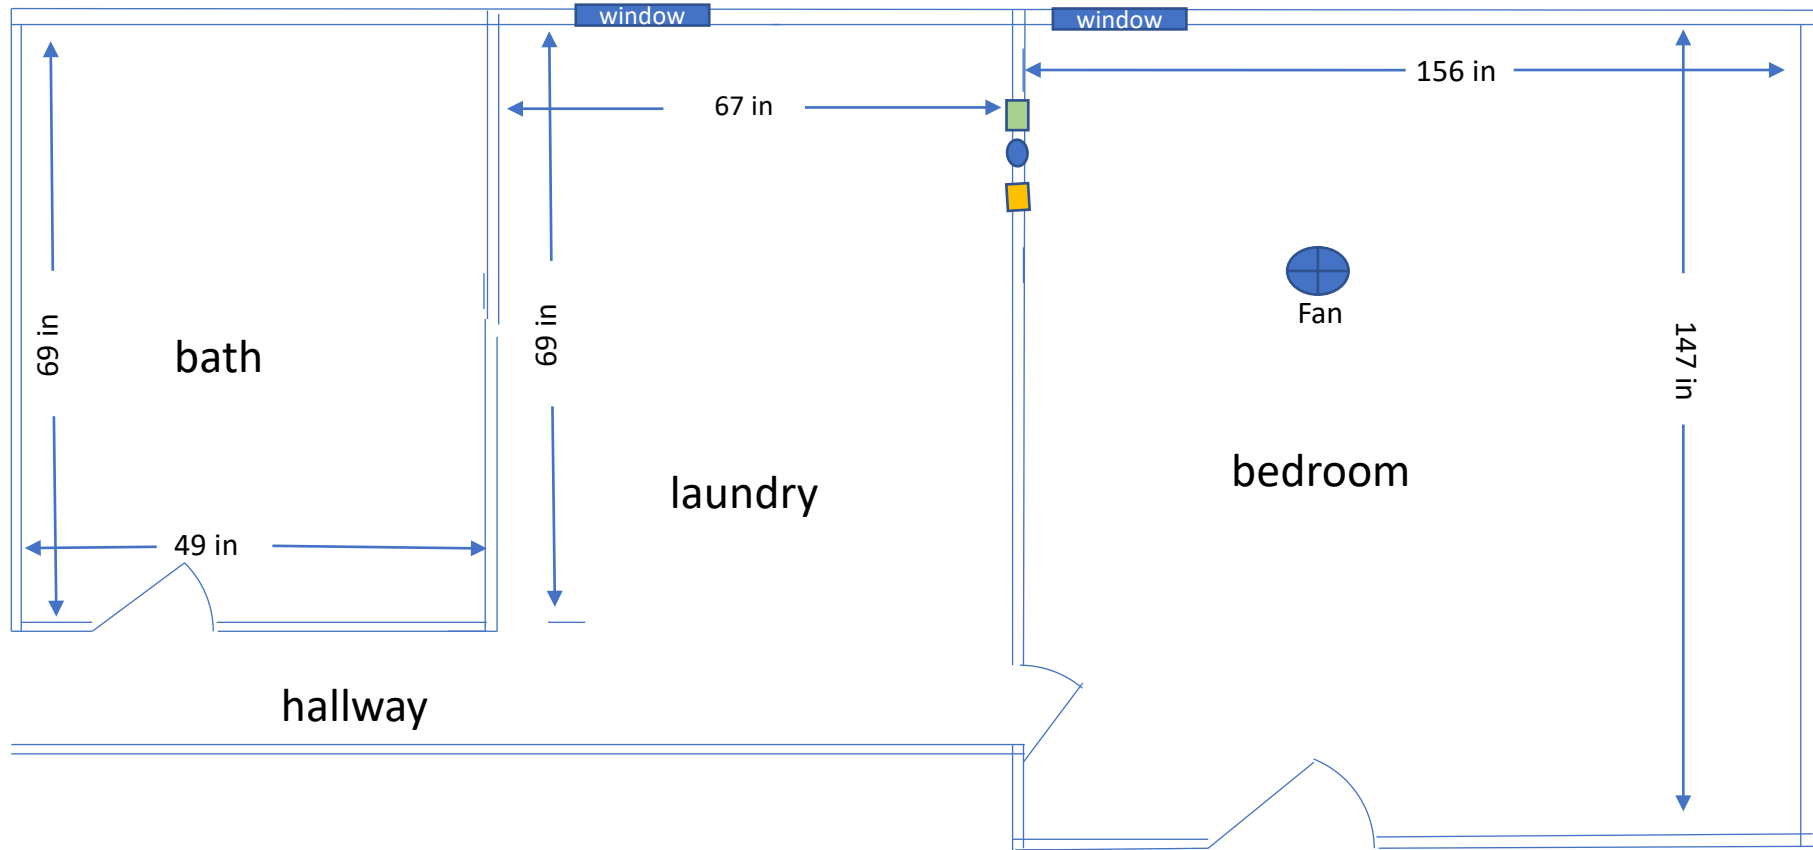 window
window
156 in
67 in
Fan
69 in
69 in
147 in
bath
bedroom
laundry
49 in
hallway